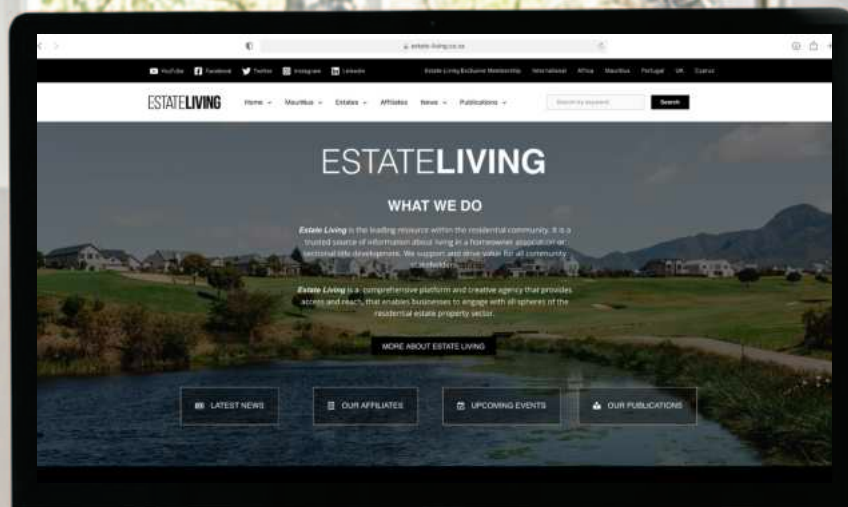 estate-living.co.za
YouTube Facebook Twitter Instagram LinkedIn Estate Living Exclusive Membership International Africa Mauritius Portugal UK Cyprus
ESTATELIVING Home Mauritius Estates Affiliates News Publications Search by keyword Search
ESTATELIVING
WHAT WE DO
Estate Living is the leading resource within the residential community. It is a
trusted source of information about living in a homeowner association or
sectional title development. We support and drive value for all community
stakeholders.
Estate Living is a comprehensive platform and creative agency that provides
access and reach, that enables businesses to engage with all spheres of the
residential estate property sector.
MORE ABOUT ESTATE LIVING
LATEST NEWS OUR AFFILIATES UPCOMING EVENTS OUR PUBLICATIONS